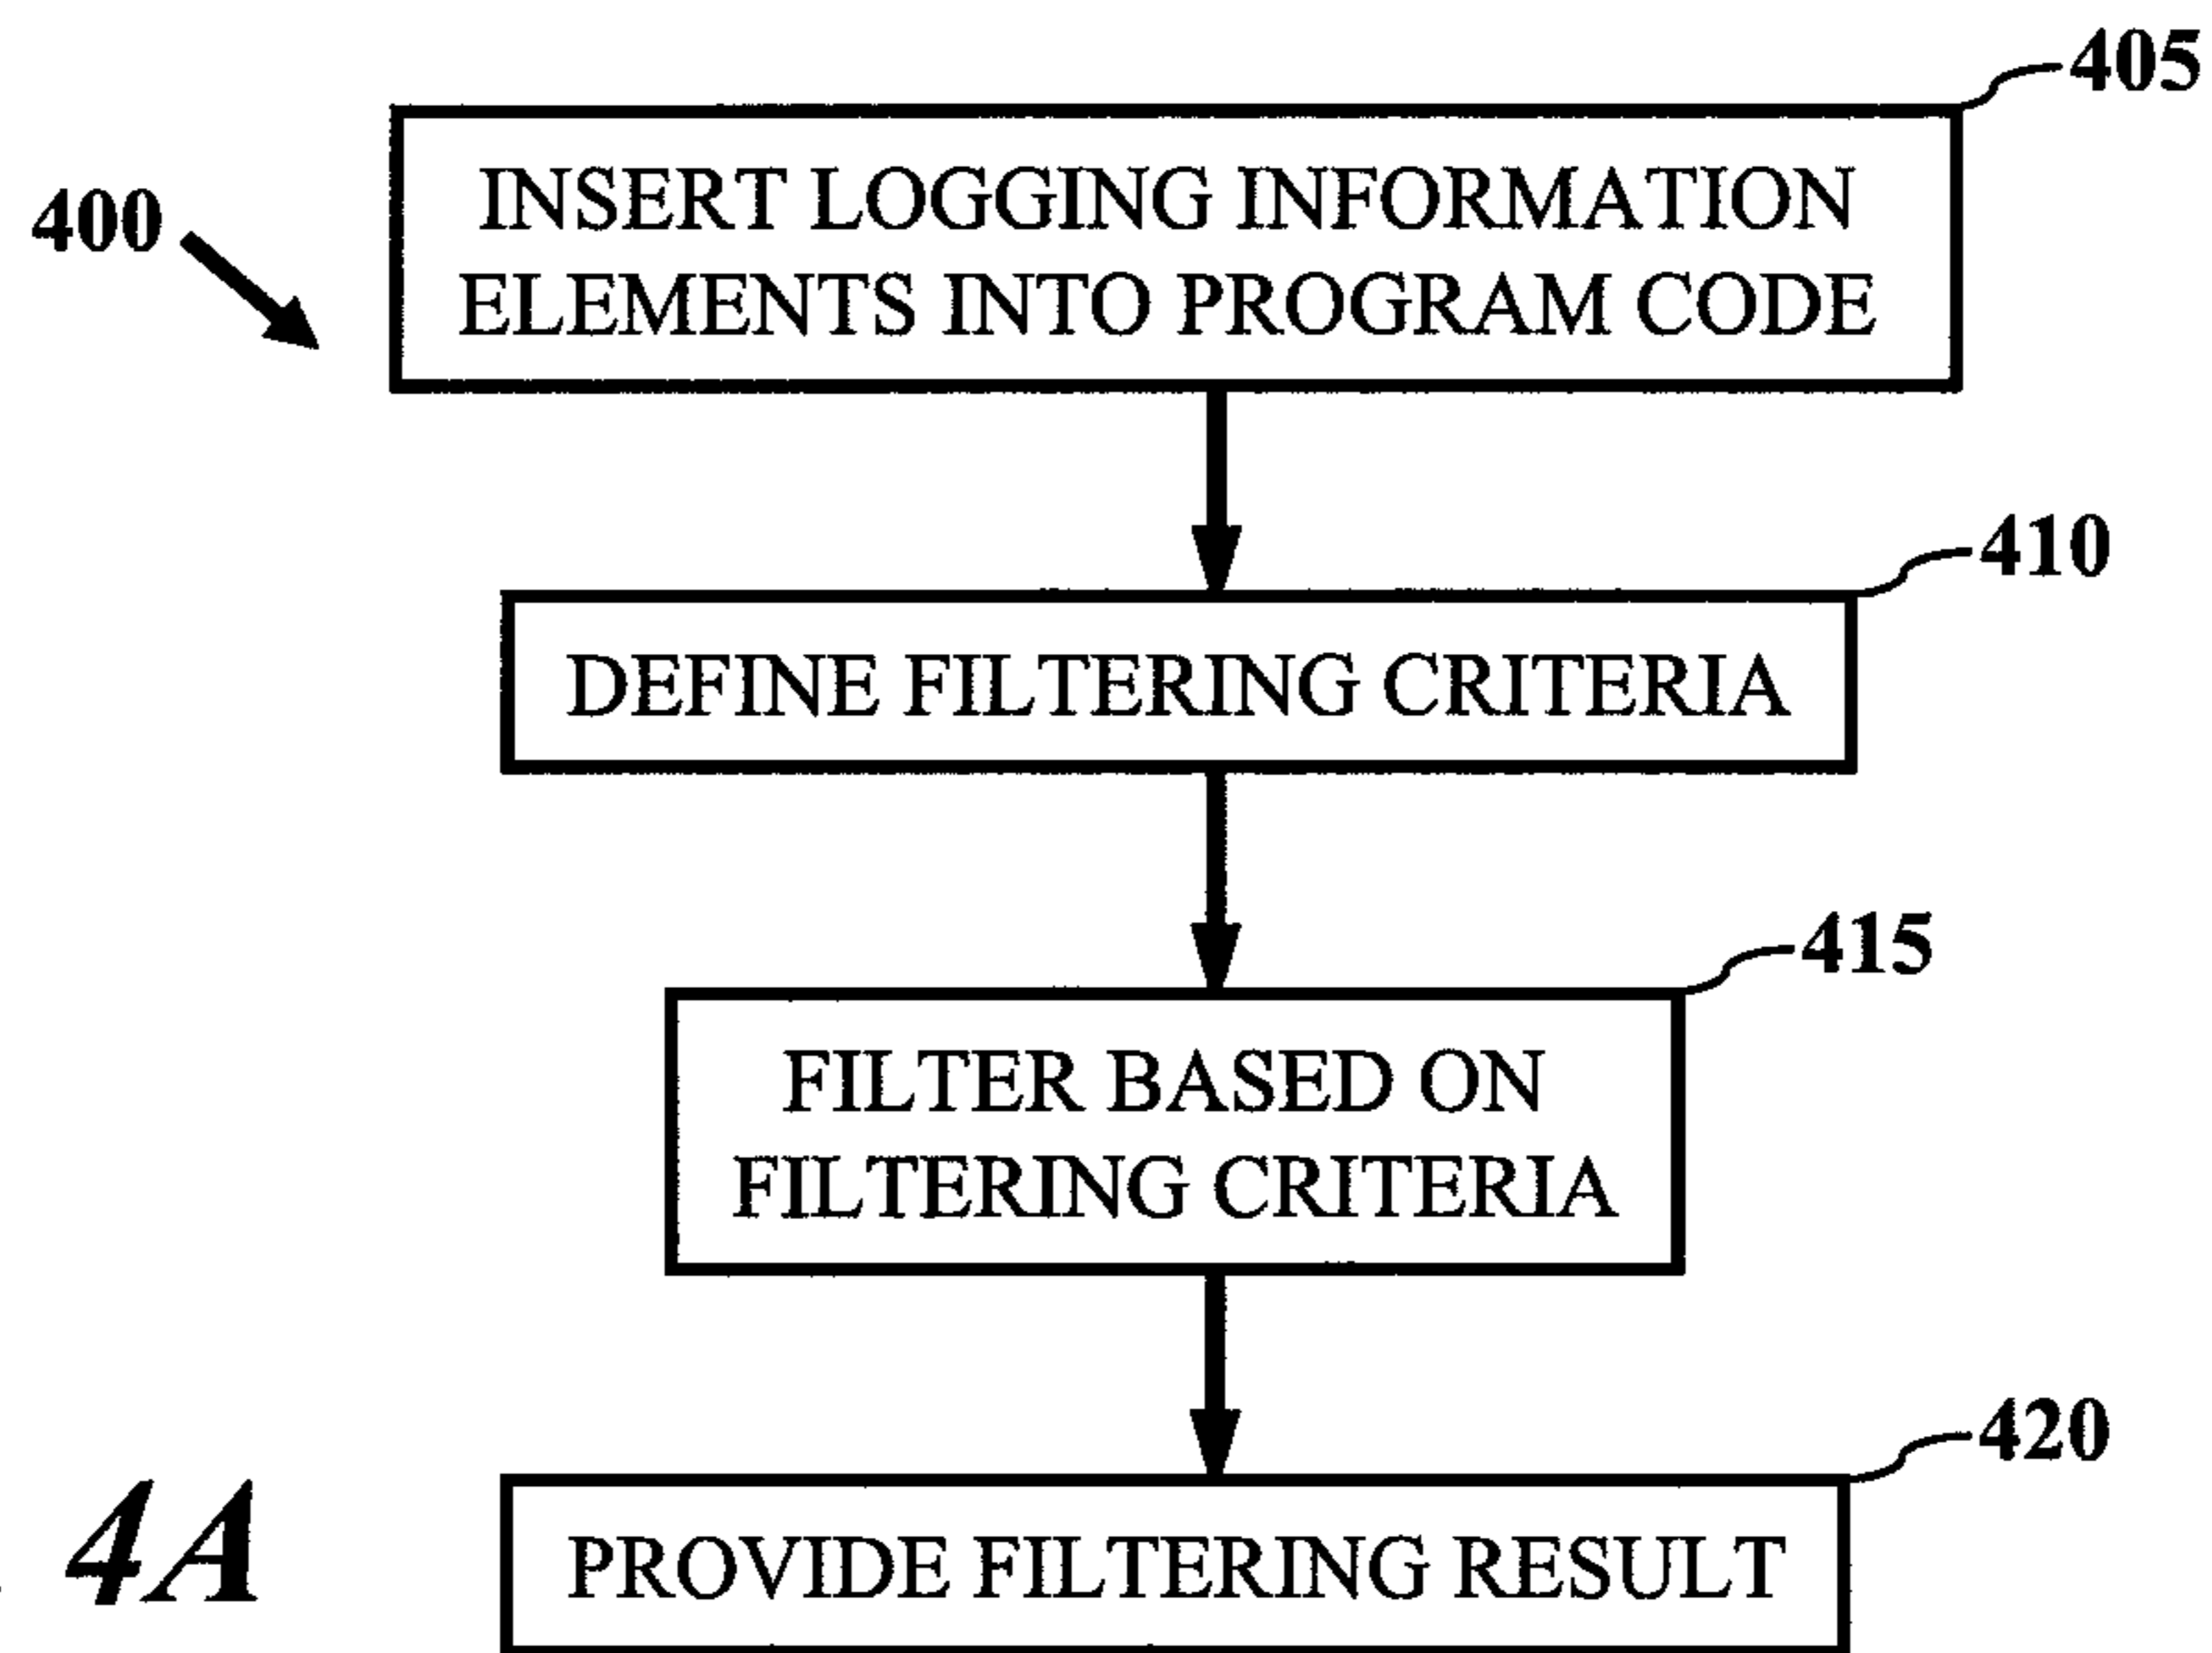 405
400
INSERT LOGGING INFORMATION
ELEMENTS INTO PROGRAM CODE
410
DEFINE FILTERING CRITERIA
415
FILTER BASED ON
FILTERING CRITERIA
420
PROVIDE FILTERING RESULT
4A